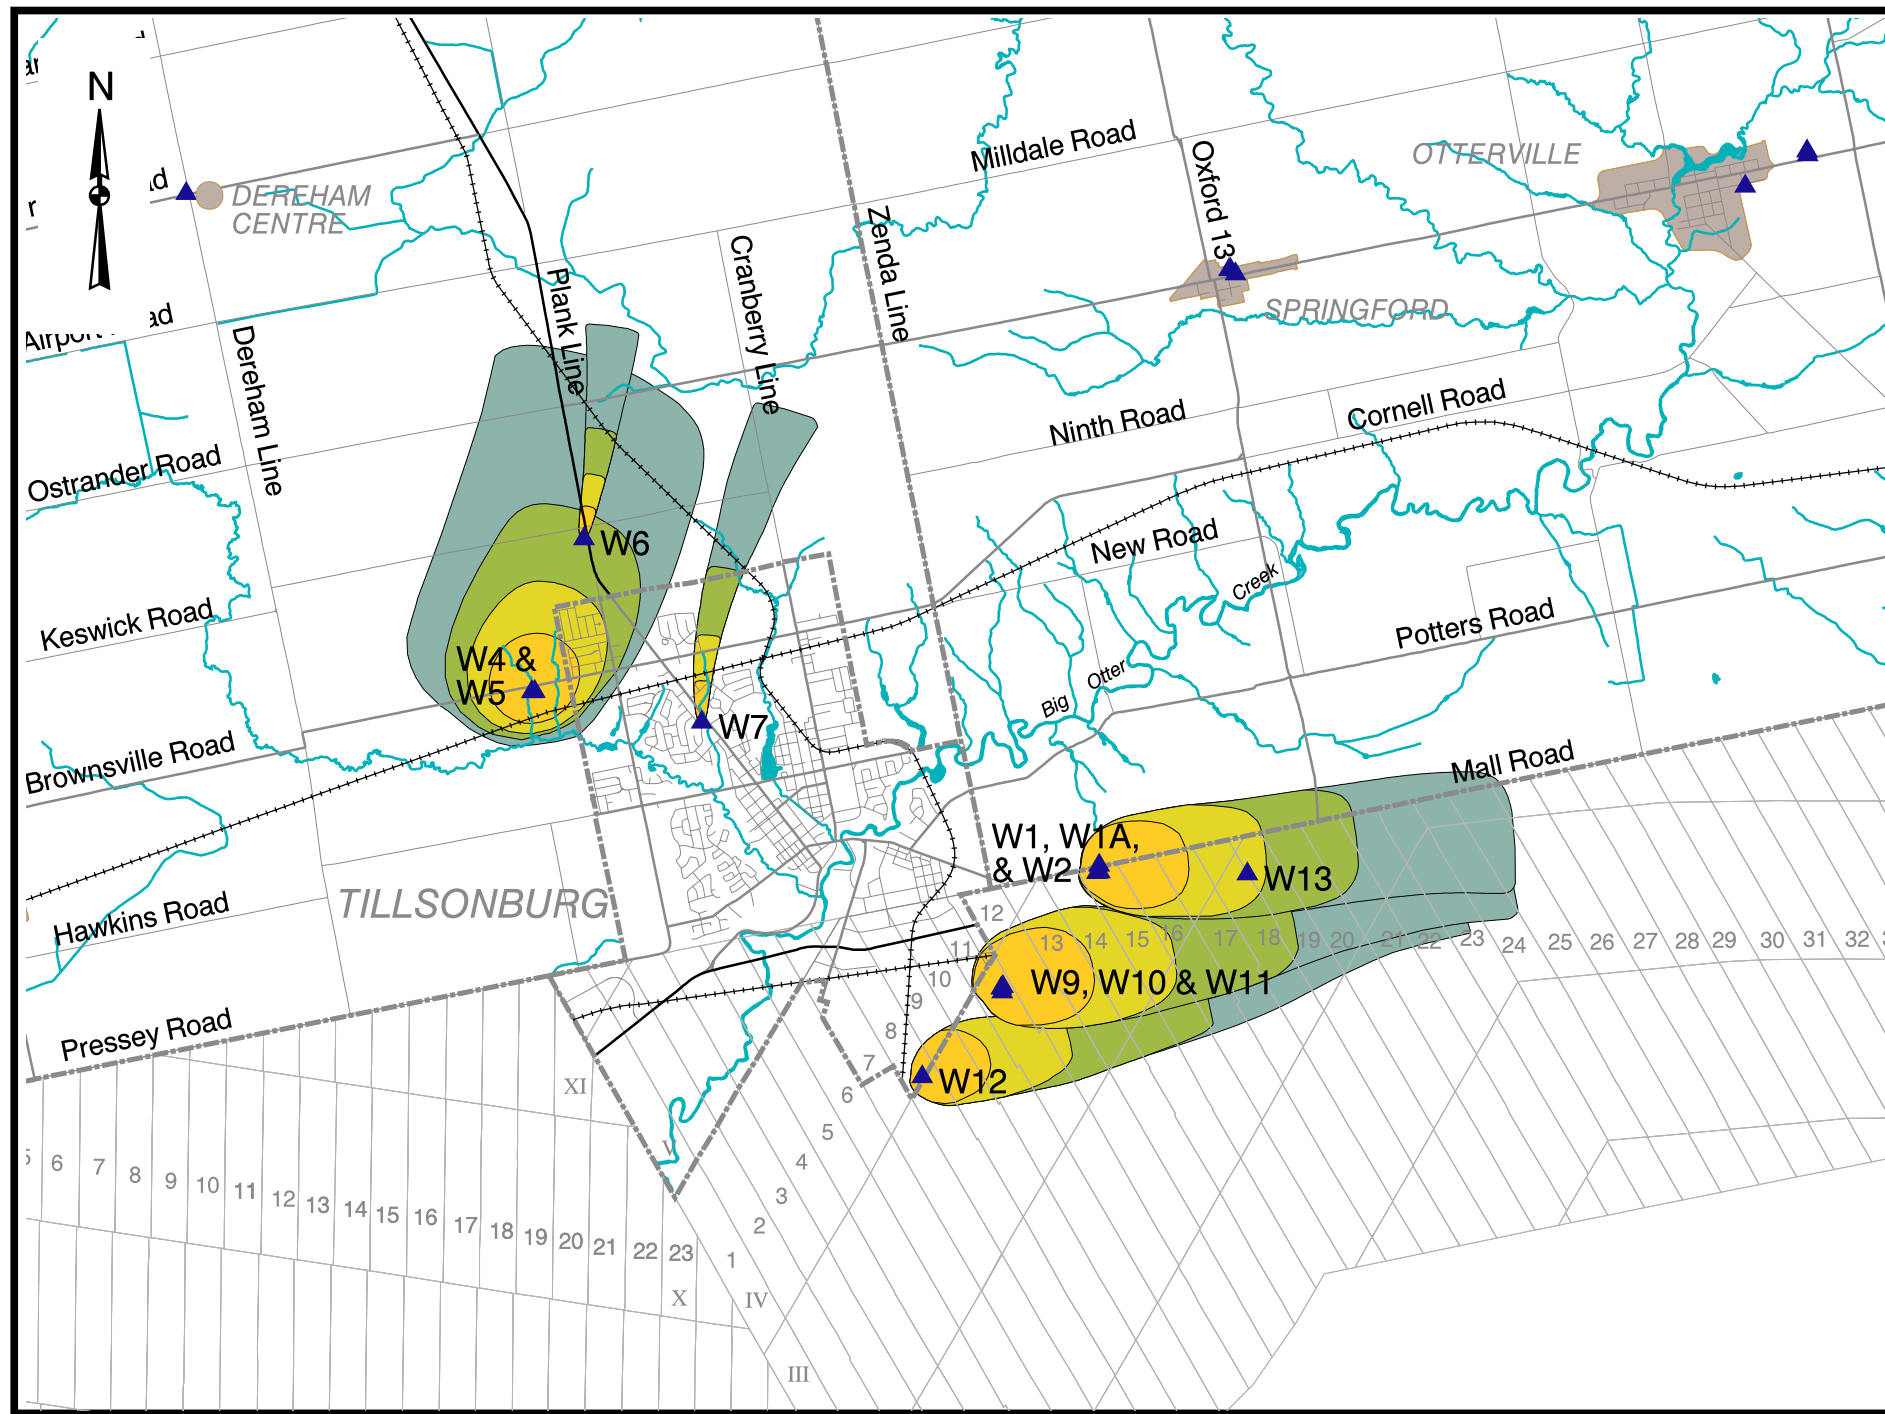 N
DEREHAM
CENTRE
Milldale Road
Oxford 13
OTTERVILLE
SPRINGFORD
Plank Line
Cranberry Line
Zenda Line
Dereham Line
Airport
Ostrander Road
Ninth Road
Cornell Road
New Road
Keswick Road
W6
W4 &
W5
W7
Big Otter Creek
Potters Road
Brownsville Road
Mall Road
W1, W1A,
& W2
W13
TILLSONBURG
Hawkins Road
12
11
13
14
15
16
17
18
19
20
21
22
23
24
25
26
27
28
29
30
31
32
10
W9, W10 & W11
9
8
7
W12
6
5
4
3
2
1
Pressey Road
XI
V
6
7
8
9
10
11
12
13
14
15
16
17
18
19
20
21
22
23
X
IV
III